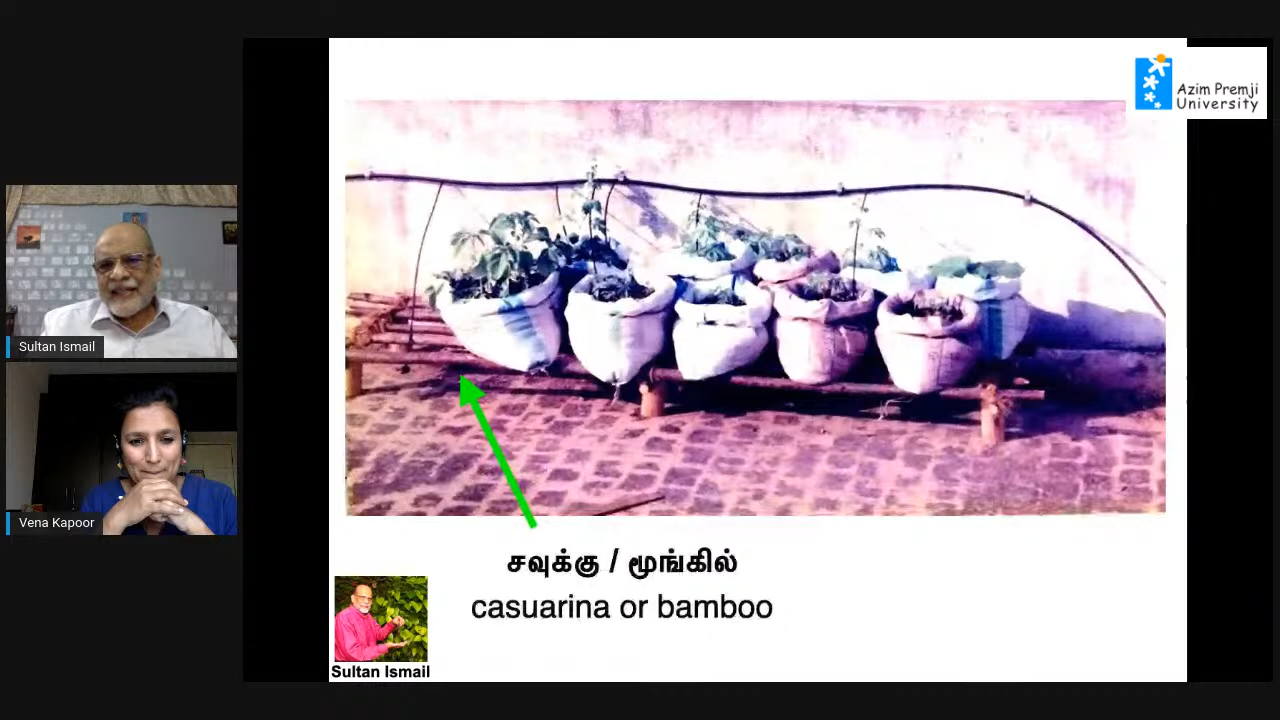 Azim Premji
University
Sultan Ismail
Vena Kapoor
சவுக்கு / மூங்கில்
casuarina or bamboo
Sultan Ismail